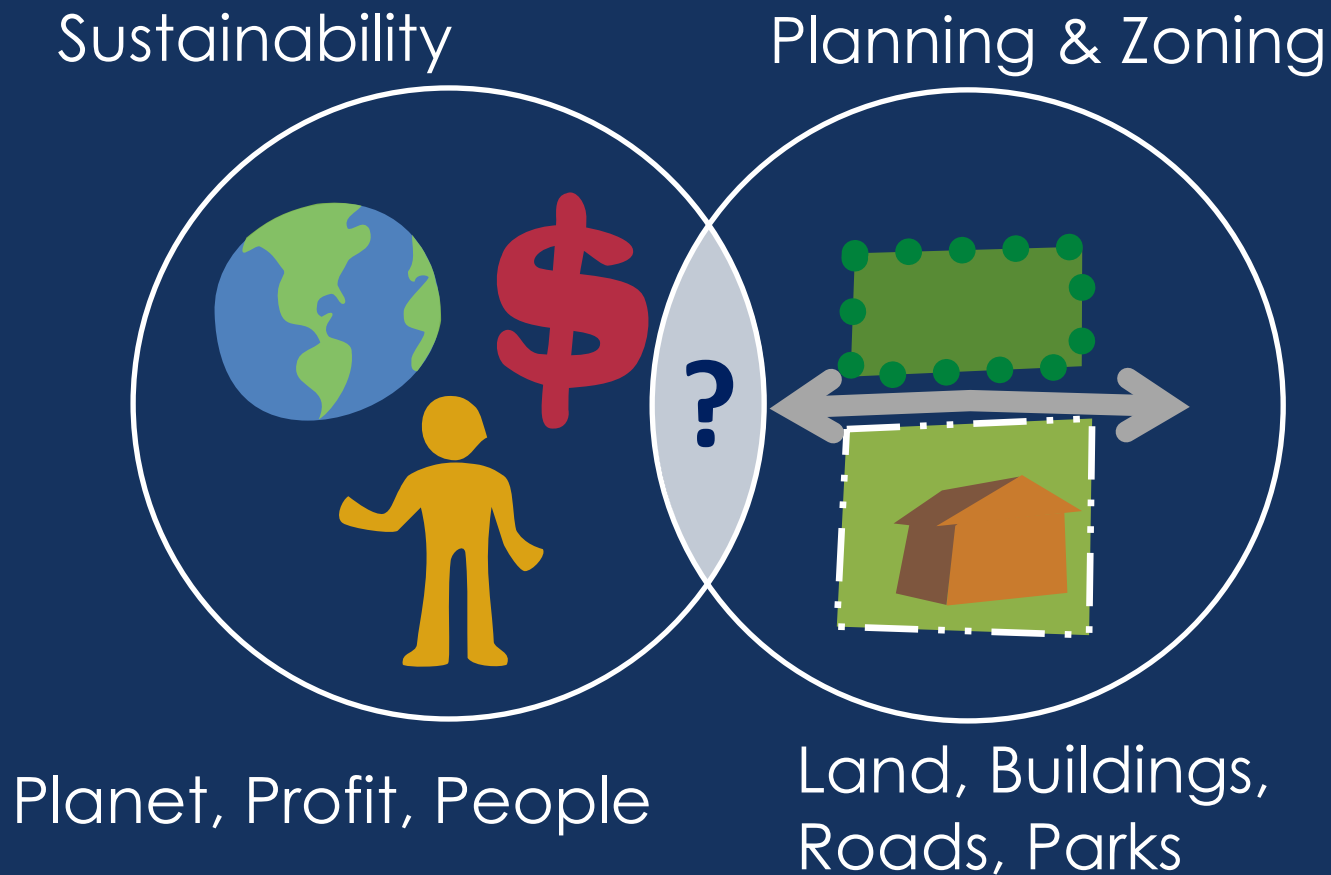 Sustainability
Planning & Zoning
$
?
Planet, Profit, People
Land, Buildings,
Roads, Parks